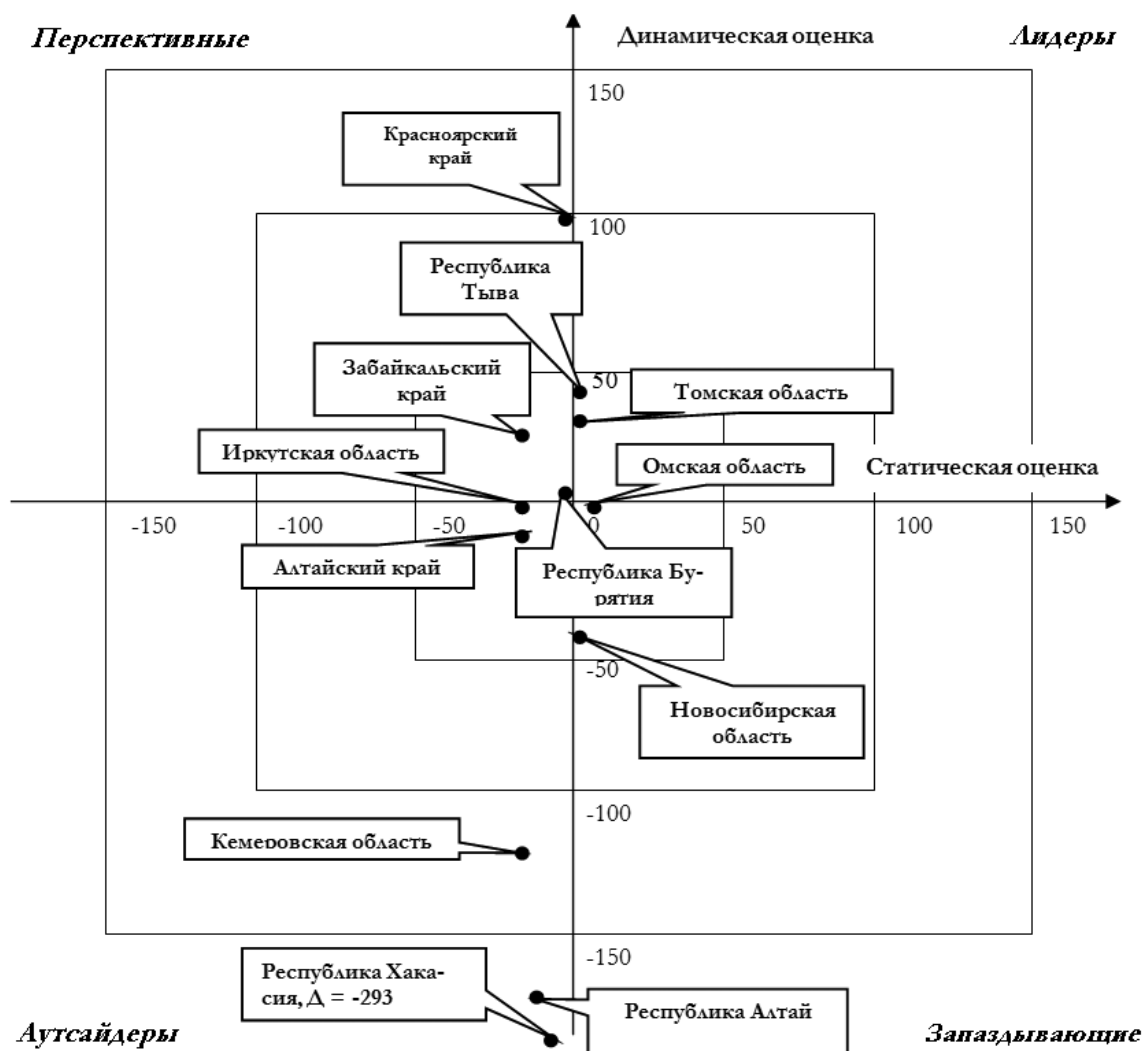 Перспективные
Динамическая оценка
Лидеры
150
Красноярский
край
100
Республика
Тыва
Забайкальский
край
50
Томская область
Иркутская область
Омская область
Статическая оценка
-150
-100
-50
0
50
100
150
Алтайский край
Республика Бу-
рятия
-50
Новосибирская
область
-100
Кемеровская область
-150
Республика Хака-
сия, Д = -293
Республика Алтай
Аутсайдеры
Запаздывающие